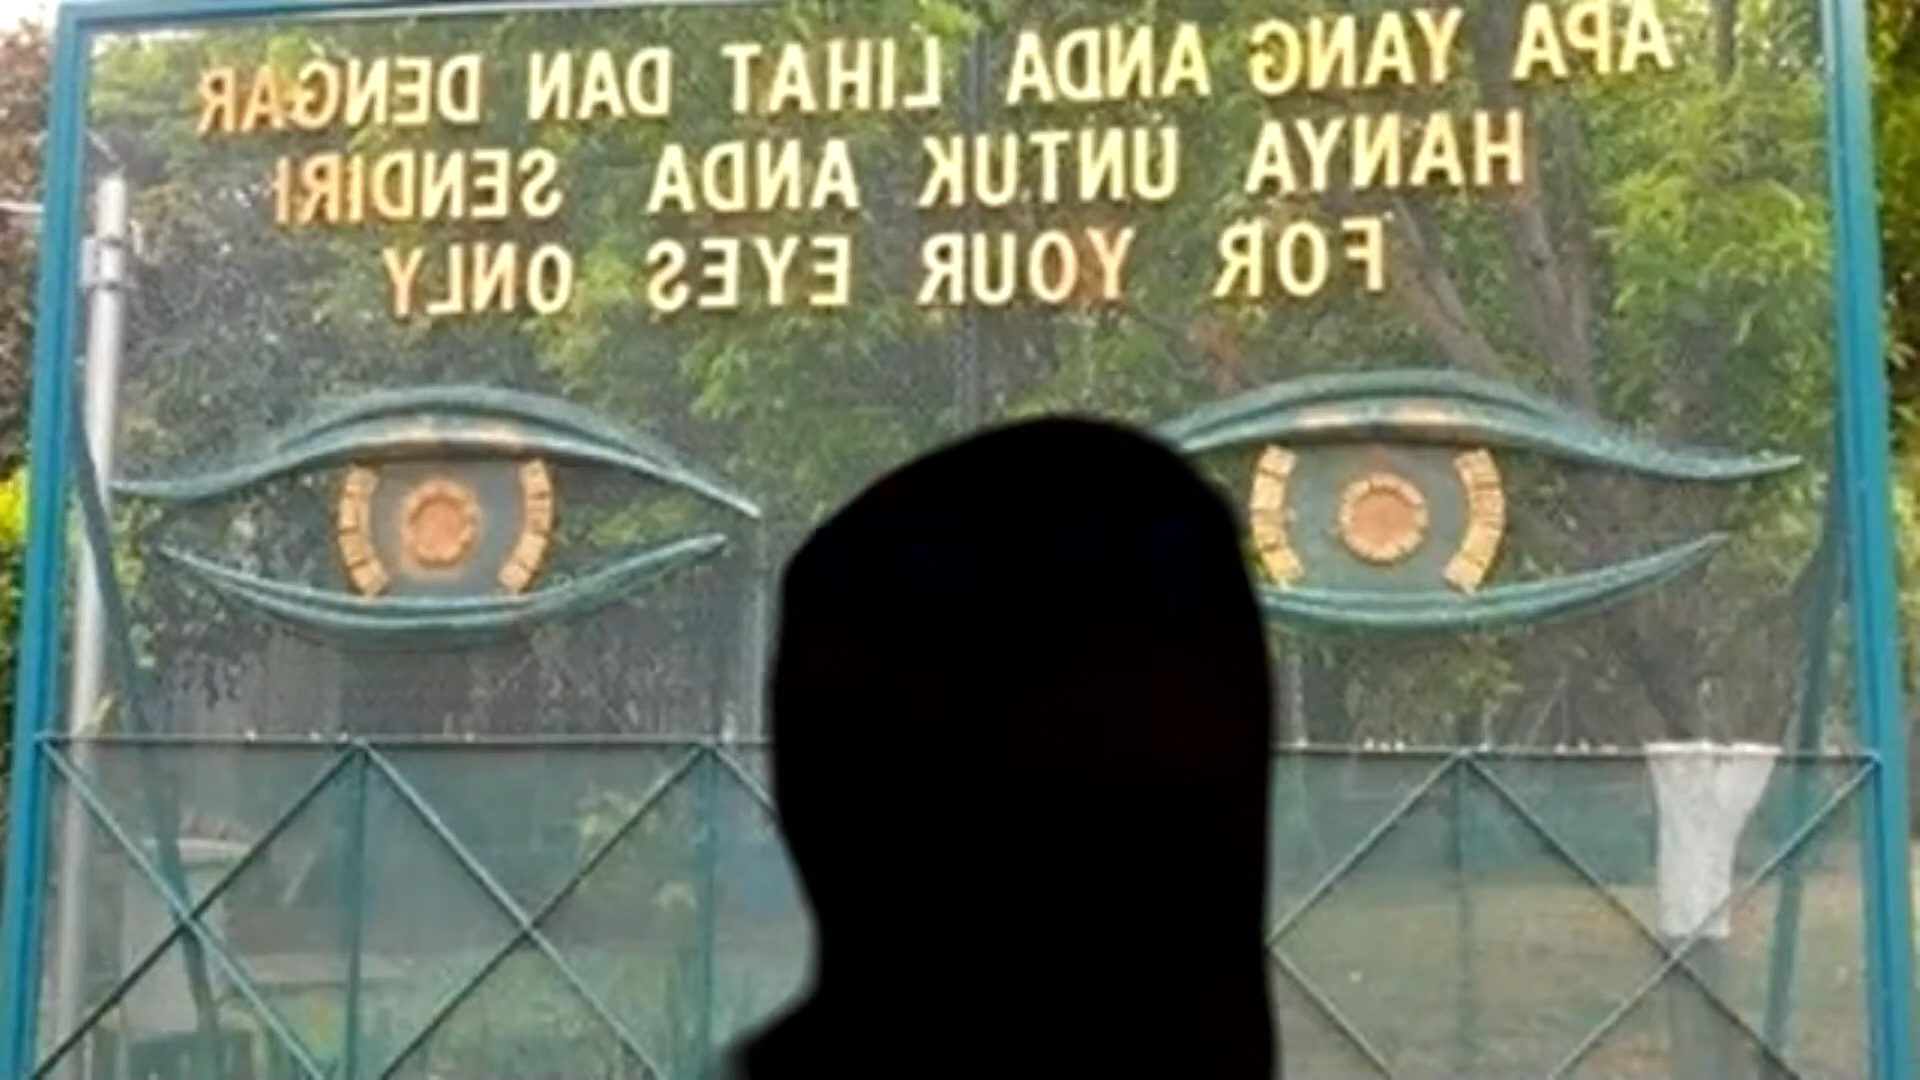 APA YANG ANDA LIHAT DAN DENGAR
HANYA UNTUK ANDA SENDIRI
FOR YOUR EYES ONLY